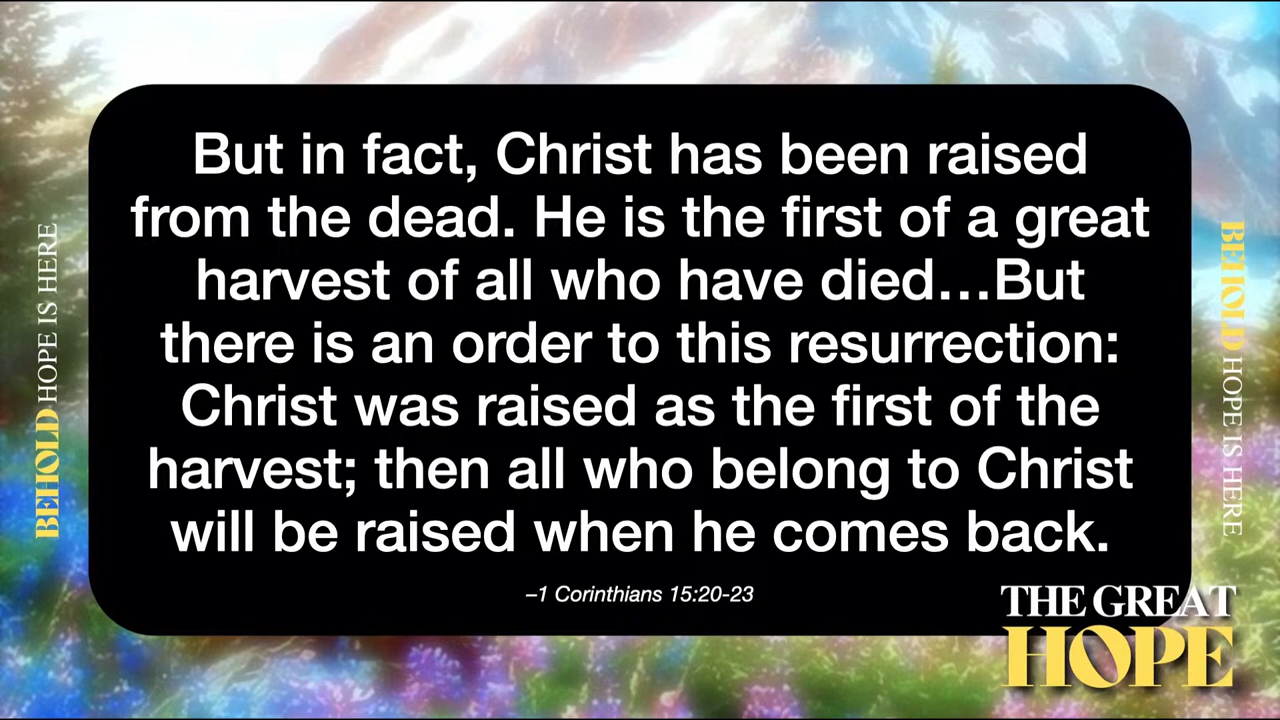 But in fact, Christ has been raised
from the dead. He is the first of a great
harvest of all who have died…But
there is an order to this resurrection:
Christ was raised as the first of the
harvest; then all who belong to Christ
will be raised when he comes back.
–1 Corinthians 15:20-23
BEHOLD HOPE IS HERE
BEHOLD HOPE IS HERE
THE GREAT
HOPE